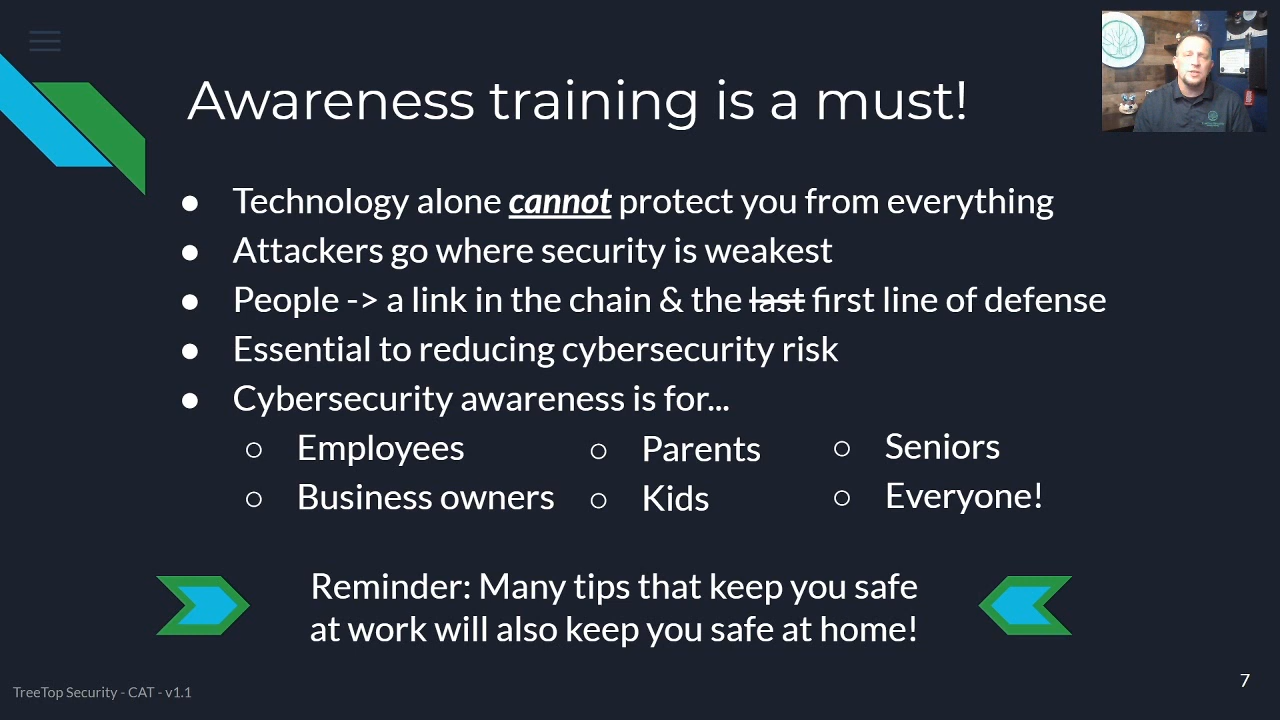 Awareness training is a must!
● Technology alone cannot protect you from everything
● Attackers go where security is weakest
● People -> a link in the chain & the last first line of defense
● Essential to reducing cybersecurity risk
● Cybersecurity awareness is for...
○ Employees ○ Parents ○ Seniors
○ Business owners ○ Kids ○ Everyone!
Reminder: Many tips that keep you safe
at work will also keep you safe at home!
TreeTop Security - CAT - v1.1
7